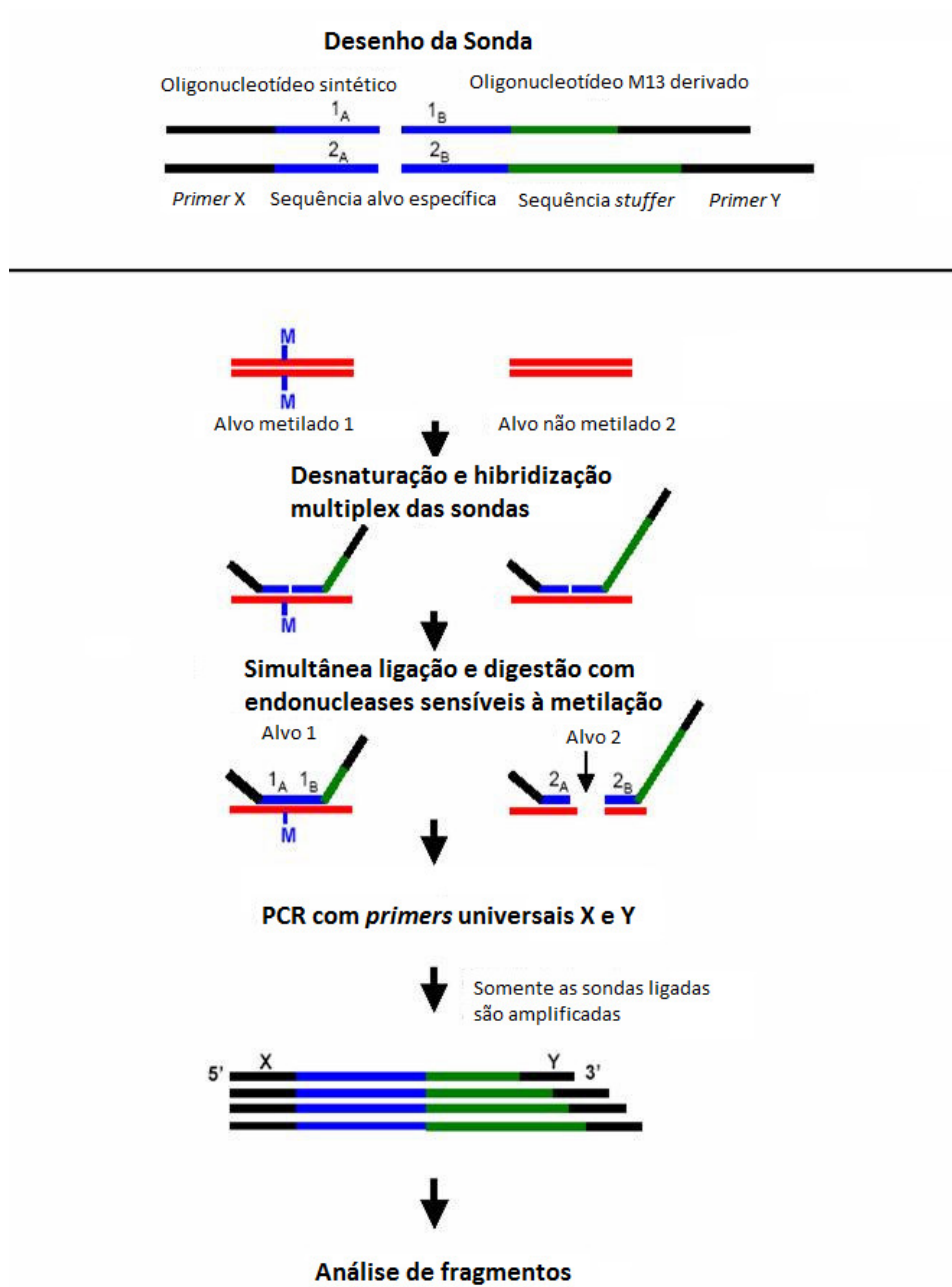 Desenho da Sonda
Oligonucleotídeo sintético
Oligonucleotídeo M13 derivado
1A
1B
2A
2B
Primer X
Sequência alvo específica
Sequência stuffer
Primer Y
M
M
Alvo metilado 1
Alvo não metilado 2
Desnaturação e hibridização
multiplex das sondas
M
Simultânea ligação e digestão com
endonucleases sensíveis à metilação
Alvo 1
Alvo 2
1A 1B
2A
2B
M
PCR com primers universais X e Y
Somente as sondas ligadas
são amplificadas
X
Y
5'
3'
Análise de fragmentos